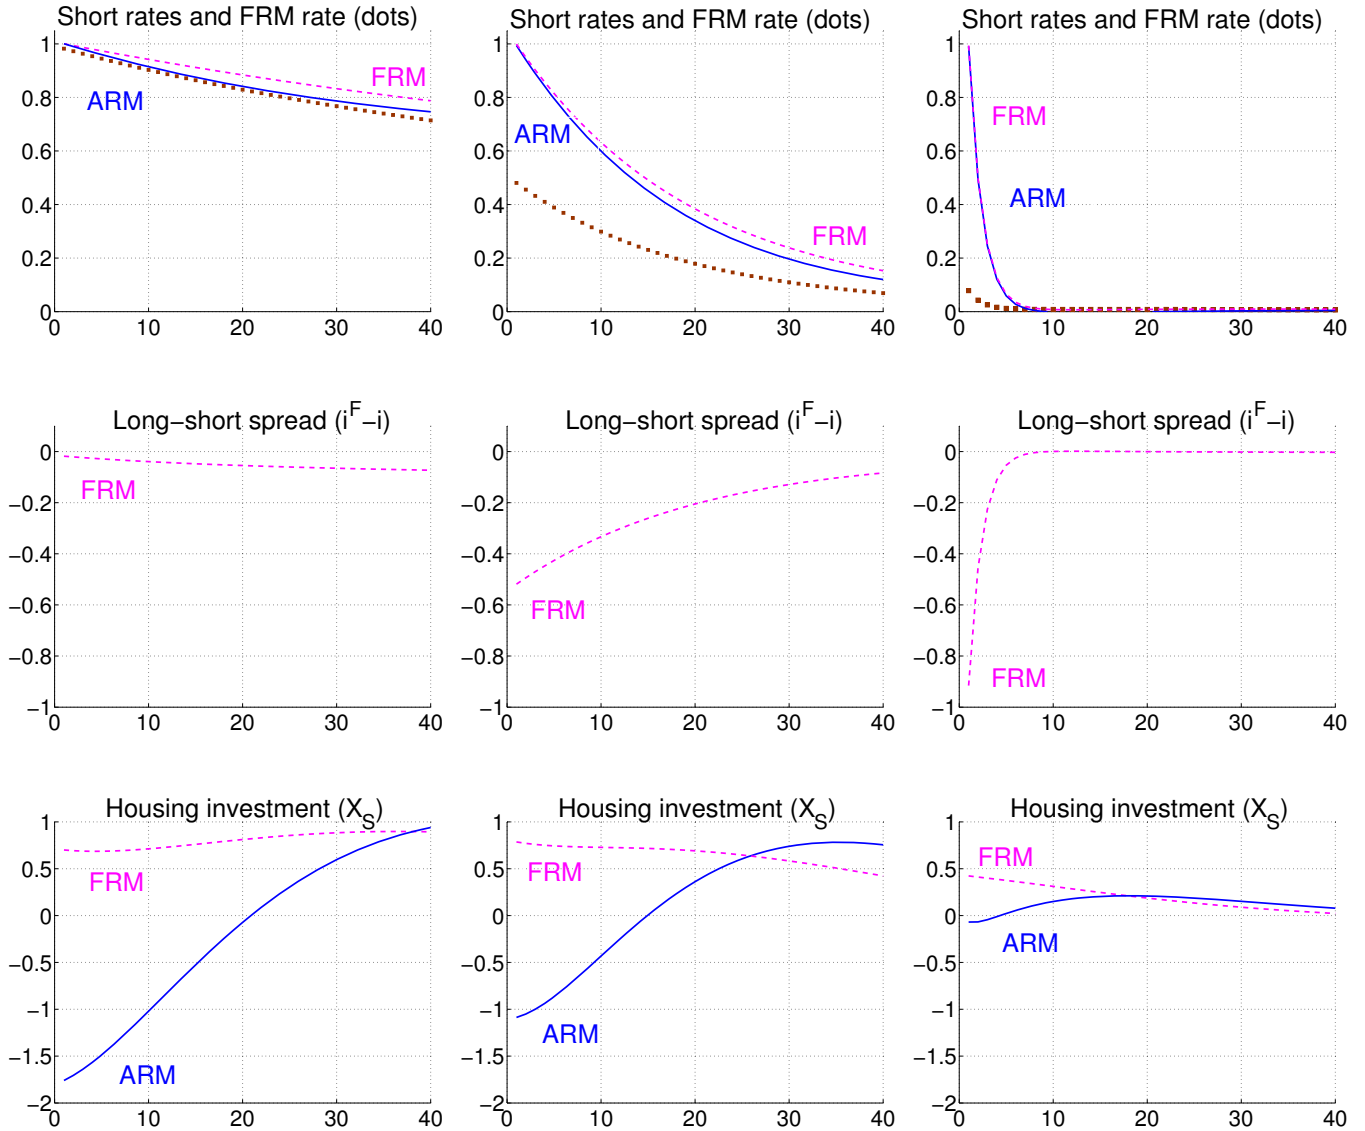 Short rates and FRM rate (dots)
1
0.8
0.6
0.4
0.2
0
FRM
ARM
0 10 20 30 40
Short rates and FRM rate (dots)
1
0.8
0.6
0.4
0.2
0
ARM
FRM
0 10 20 30 40
Short rates and FRM rate (dots)
1
0.8
0.6
0.4
0.2
0
FRM
ARM
0 10 20 30 40
Long−short spread (i^F−i)
0
−0.2
−0.4
−0.6
−0.8
−1
FRM
0 10 20 30 40
Long−short spread (i^F−i)
0
−0.2
−0.4
−0.6
−0.8
−1
FRM
0 10 20 30 40
Long−short spread (i^F−i)
0
−0.2
−0.4
−0.6
−0.8
−1
FRM
0 10 20 30 40
Housing investment (X_S)
1
0.5
0
−0.5
−1
−1.5
−2
FRM
ARM
0 10 20 30 40
Housing investment (X_S)
1
0.5
0
−0.5
−1
−1.5
−2
FRM
ARM
0 10 20 30 40
Housing investment (X_S)
1
0.5
0
−0.5
−1
−1.5
−2
FRM
ARM
0 10 20 30 40